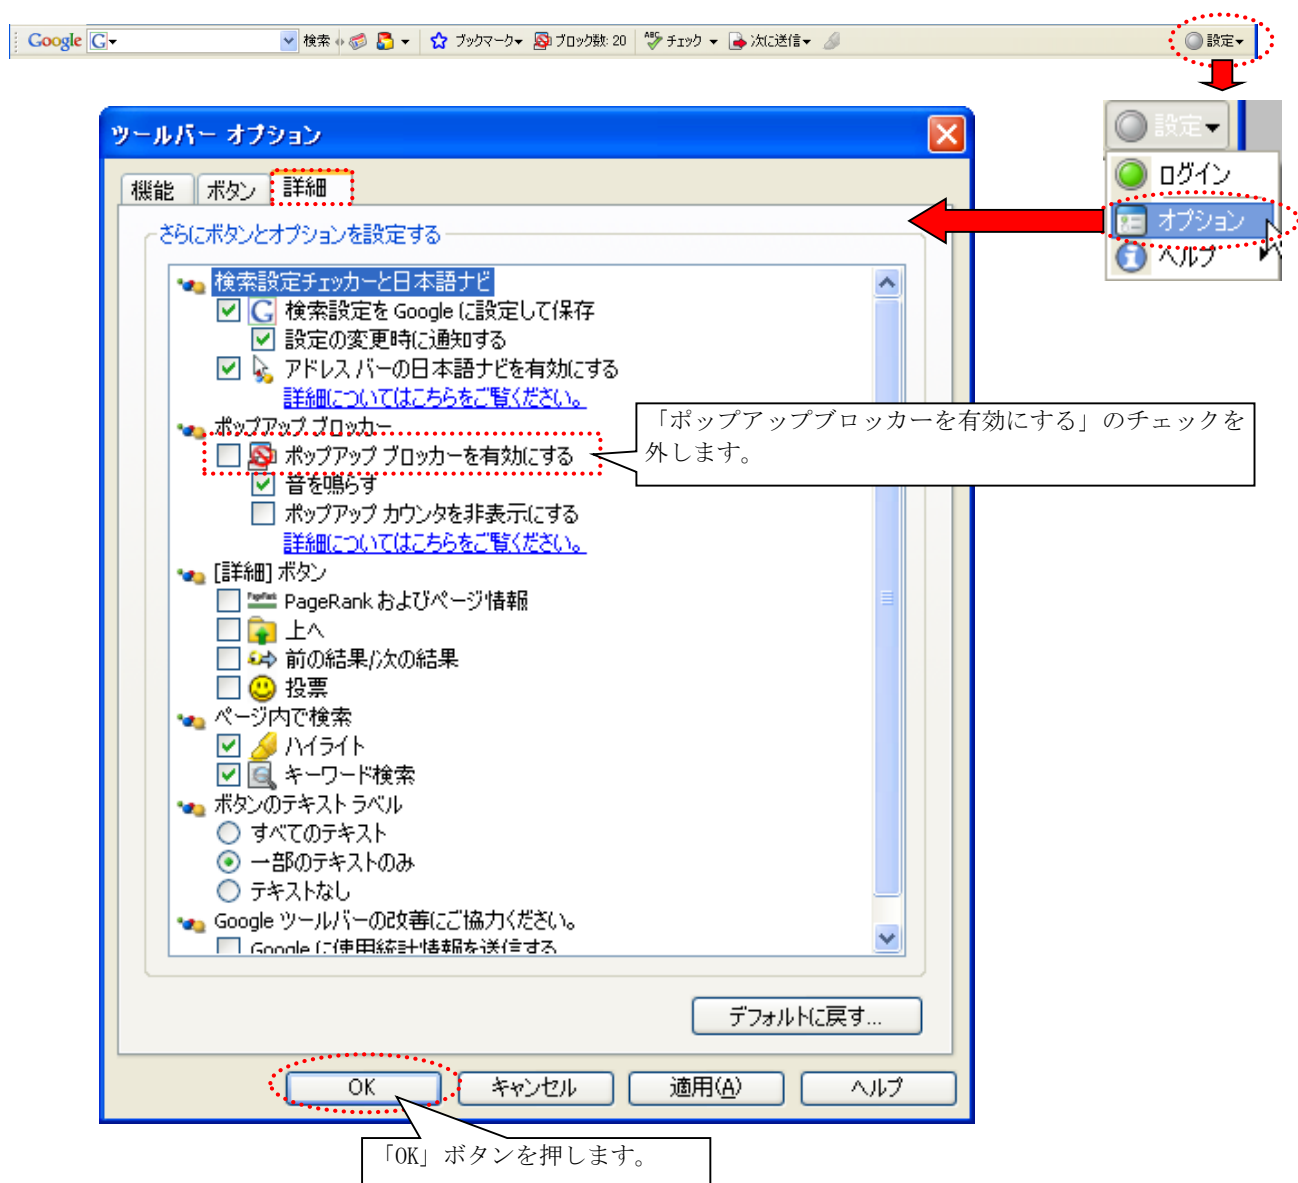 Google G 検索 ブックマーク ブロック数: 20 ABC チェック 次に送信 設定
設定
ログイン
オプション
ヘルプ
ツールバー オプション
機能 ボタン 詳細
さらにボタンとオプションを設定する
検索設定チェッカーと日本語ナビ
検索設定を Google に設定して保存
設定の変更時に通知する
アドレス バーの日本語ナビを有効にする
詳細についてはこちらをご覧ください。
ポップアップ ブロッカー
ポップアップ ブロッカーを有効にする
「ポップアップブロッカーを有効にする」のチェックを
外します。
音を鳴らす
ポップアップ カウンタを非表示にする
詳細についてはこちらをご覧ください。
[詳細] ボタン
PageRank PageRank およびページ情報
上へ
前の結果/次の結果
投票
ページ内で検索
ハイライト
キーワード検索
ボタンのテキスト ラベル
すべてのテキスト
一部のテキストのみ
テキストなし
Google ツールバーの改善にご協力ください。
Google に使用統計情報を送信する
デフォルトに戻す...
OK キャンセル 適用(A) ヘルプ
「OK」ボタンを押します。